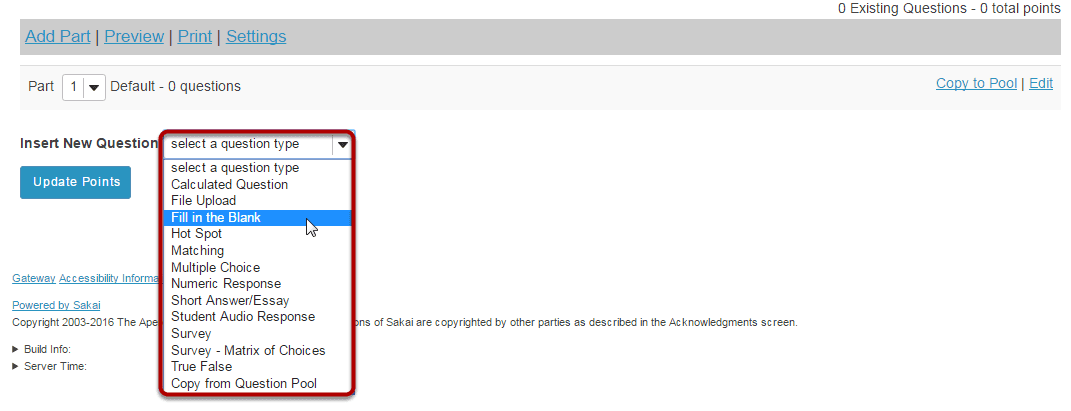 0 Existing Questions - 0 total points
Add Part | Preview | Print | Settings
Part 1 Default - 0 questions
Copy to Pool | Edit
Insert New Question select a question type
select a question type
Update Points
Calculated Question
File Upload
Fill in the Blank
Hot Spot
Matching
Multiple Choice
Numeric Response
Short Answer/Essay
Student Audio Response
Survey
Survey - Matrix of Choices
True False
Copy from Question Pool
Gateway Accessibility Informa
Powered by Sakai
Copyright 2003-2016 The Ape ons of Sakai are copyrighted by other parties as described in the Acknowledgments screen.
Build Info:
Server Time: